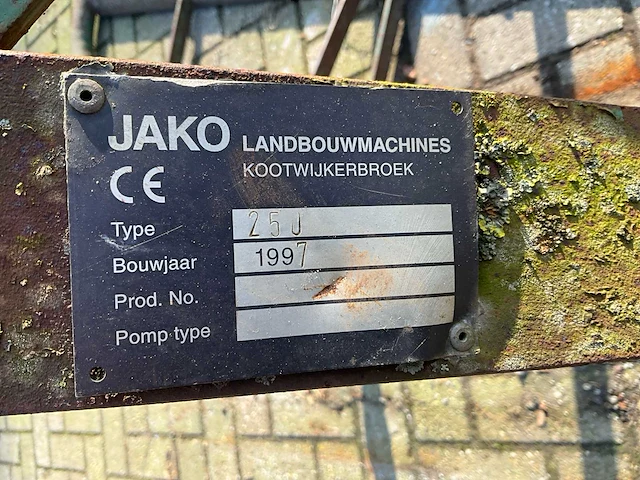 JAKO LANDBOUWMACHINES
KOOTWIJKERBROEK
CE
Type 25J
Bouwjaar 1997
Prod. No.
Pomp type